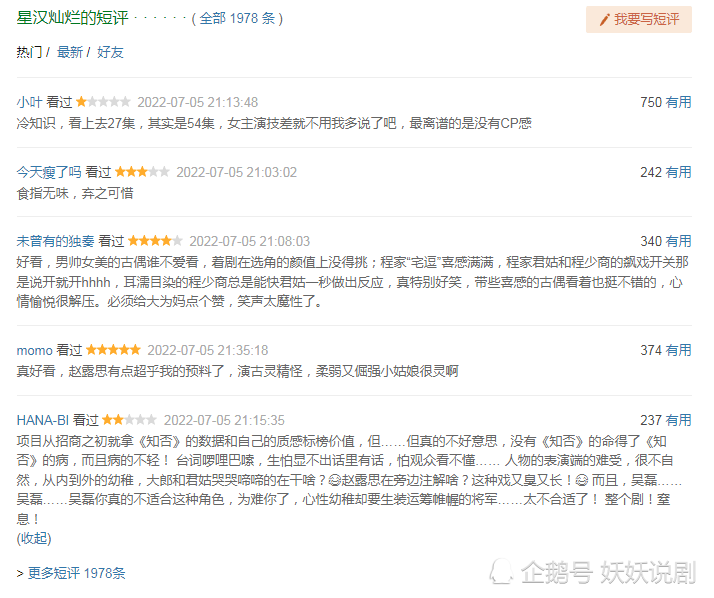 星汉灿烂的短评 · · · · · · ( 全部 1978 条 )
我要写短评
热门 / 最新 / 好友
小叶 看过 2022-07-05 21:13:48 750 有用
冷知识，看上去27集，其实是54集，女主演技差就不用我多说了吧，最离谱的是没有CP感
今天瘦了吗 看过 2022-07-05 21:03:02 242 有用
食指无味，弃之可惜
未曾有的独奏 看过 2022-07-05 21:08:03 340 有用
好看，男帅女美的古偶谁不爱看，着剧在选角的颜值上没得挑；程家“宅逗”喜感满满，程家君姑和程少商的飙戏开关那
是说开就开hhhh，耳濡目染的程少商总是能快君姑一秒做出反应，真特别好笑，带些喜感的古偶看着也挺不错的，心
情愉悦很解压。必须给大为妈点个赞，笑声太魔性了。
momo 看过 2022-07-05 21:35:18 374 有用
真好看，赵露思有点超乎我的预料了，演古灵精怪，柔弱又倔强小姑娘很灵啊
HANA-BI 看过 2022-07-05 21:15:35 237 有用
项目从招商之初就拿《知否》的数据和自己的质感标榜价值，但……但真的不好意思，没有《知否》的命得了《知
否》的病，而且病的不轻！ 台词啰哩巴嗦，生怕显不出话里有话，怕观众看不懂…… 人物的表演端的难受，很不自
然，从内到外的幼稚，大郎和君姑哭哭啼啼的在干啥？😅赵露思在旁边注解啥？这种戏又臭又长！😅 而且，吴磊……
吴磊……吴磊你真的不适合这种角色，为难你了，心性幼稚却要生装运筹帷幄的将军……太不合适了！ 整个剧！窒
息！
(收起)
> 更多短评 1978条
企鹅号 妖妖说剧